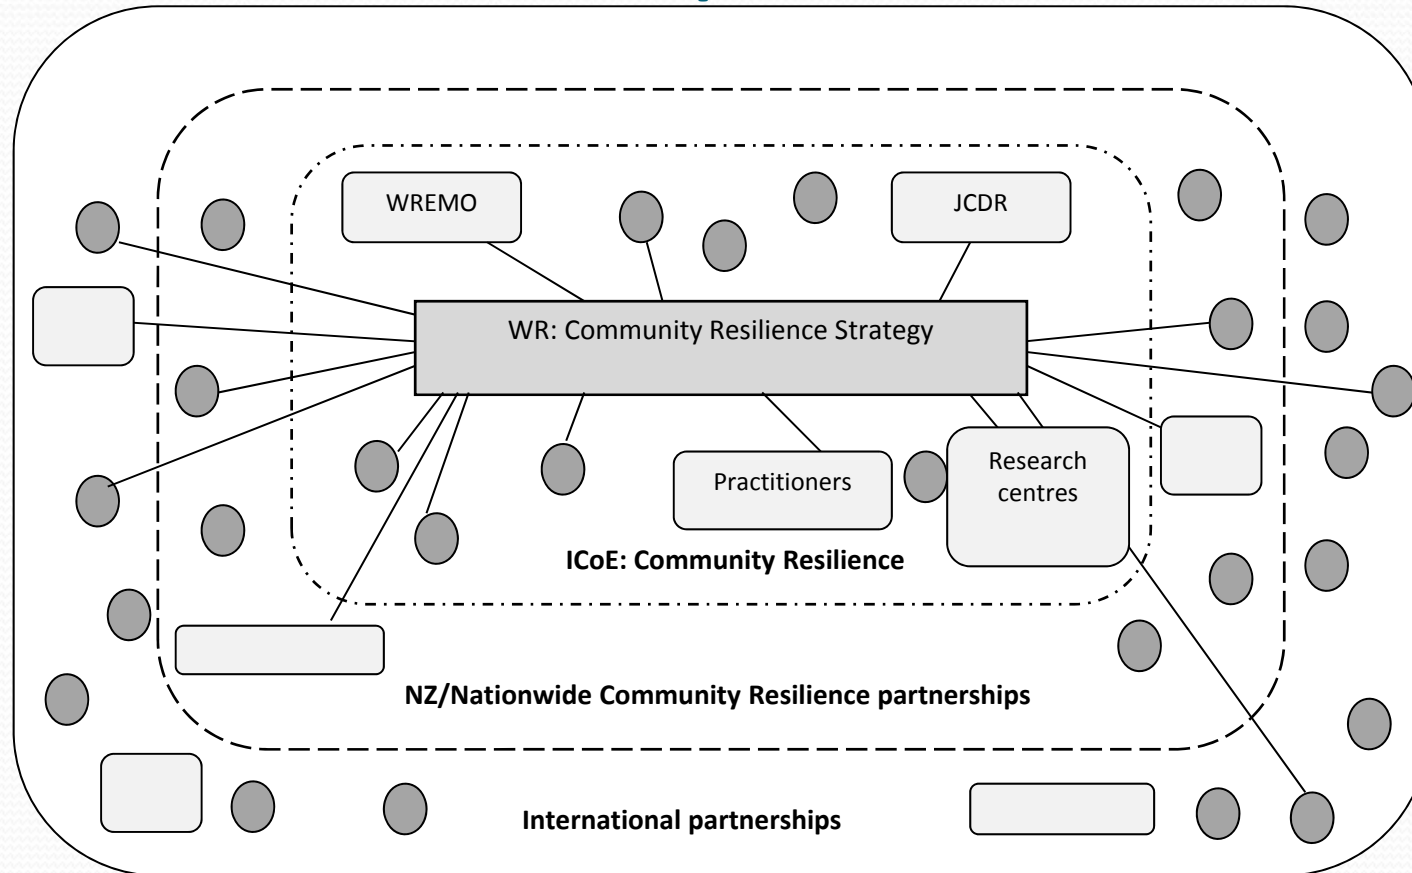 WREMO
JCDR
WR: Community Resilience Strategy
Practitioners
Research
centres
ICoE: Community Resilience
NZ/Nationwide Community Resilience partnerships
International partnerships